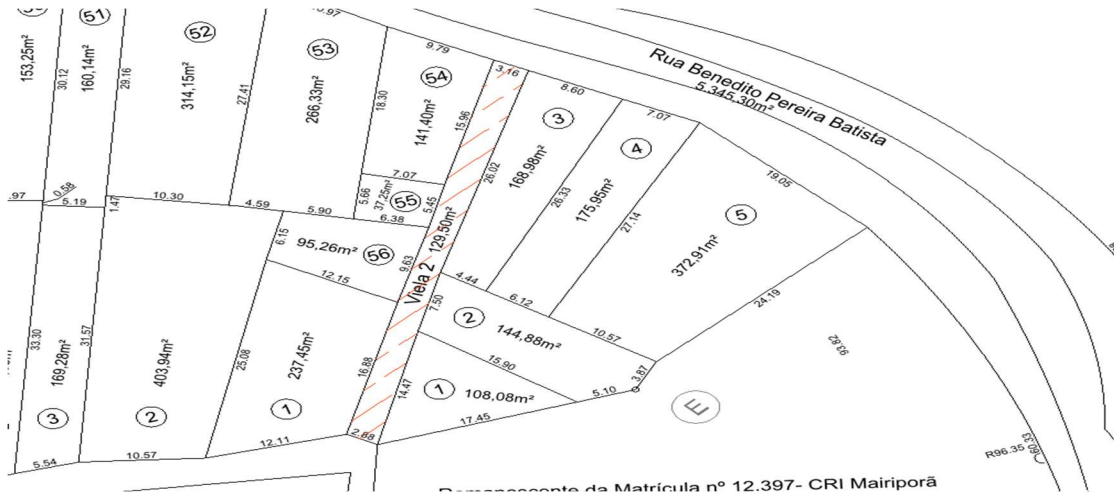 51
52
53
54
55
56
3
4
5
2
1
1
2
3
E
153,25m²
160,14m²
314,15m²
266,33m²
141,40m²
37,25m²
95,26m²
168,98m²
175,95m²
372,91m²
144,88m²
108,08m²
237,45m²
403,94m²
169,28m²
Viela 2 129,50m²
Rua Benedito Pereira Batista
5.345,30m²
30.12
29.16
27.41
18.30
9.79
15.96
3.16
8.60
7.07
19.05
26.02
26.33
27.14
24.19
7.07
5.66
5.45
6.38
5.90
4.59
10.30
1.47
0.58
5.19
.97
6.15
12.15
9.63
7.50
4.44
6.12
10.57
3.87
5.10
15.90
17.45
14.47
16.88
2.88
12.11
25.08
10.57
31.57
33.30
5.54
93.82
R96.35
60.33
Remanescente da Matrícula nº 12.397- CRI Mairiporã